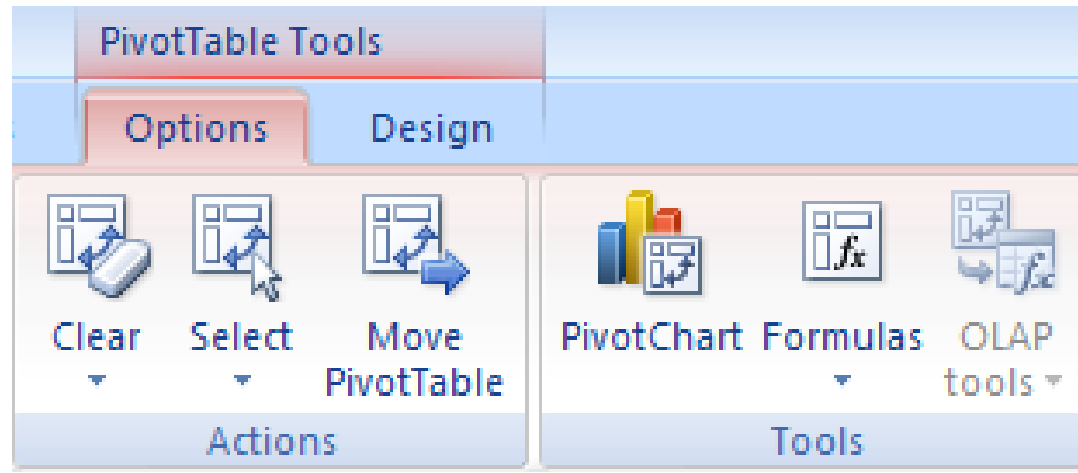 PivotTable Tools
Options Design
Clear Select Move PivotTable PivotChart Formulas OLAP tools
Actions Tools